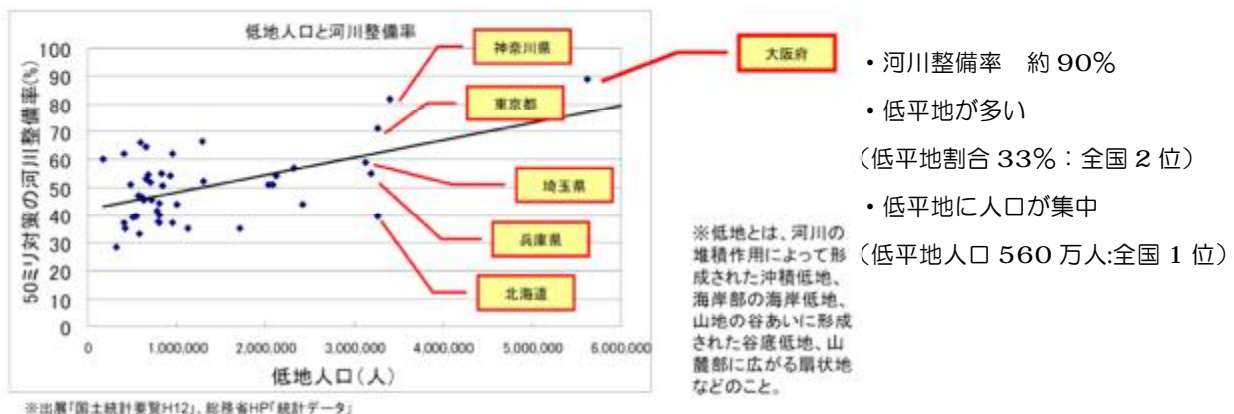 低地人口と河川整備率
50ミリ対策の河川整備率(%)
100
90
80
70
60
50
40
30
20
10
0
0
1,000,000
2,000,000
3,000,000
4,000,000
5,000,000
6,000,000
低地人口(人)
神奈川県
東京都
埼玉県
兵庫県
北海道
大阪府
※出展「国土統計要覧H12」、総務省HP「統計データ」
※低地とは、河川の
堆積作用によって形
成された沖積低地、
海岸部の海岸低地、
山地の谷あいに形成
された谷底低地、山
麓部に広がる扇状地
などのこと。
・河川整備率 約90%
・低平地が多い
(低平地割合33%:全国2位)
・低平地に人口が集中
(低平地人口560万人:全国1位)